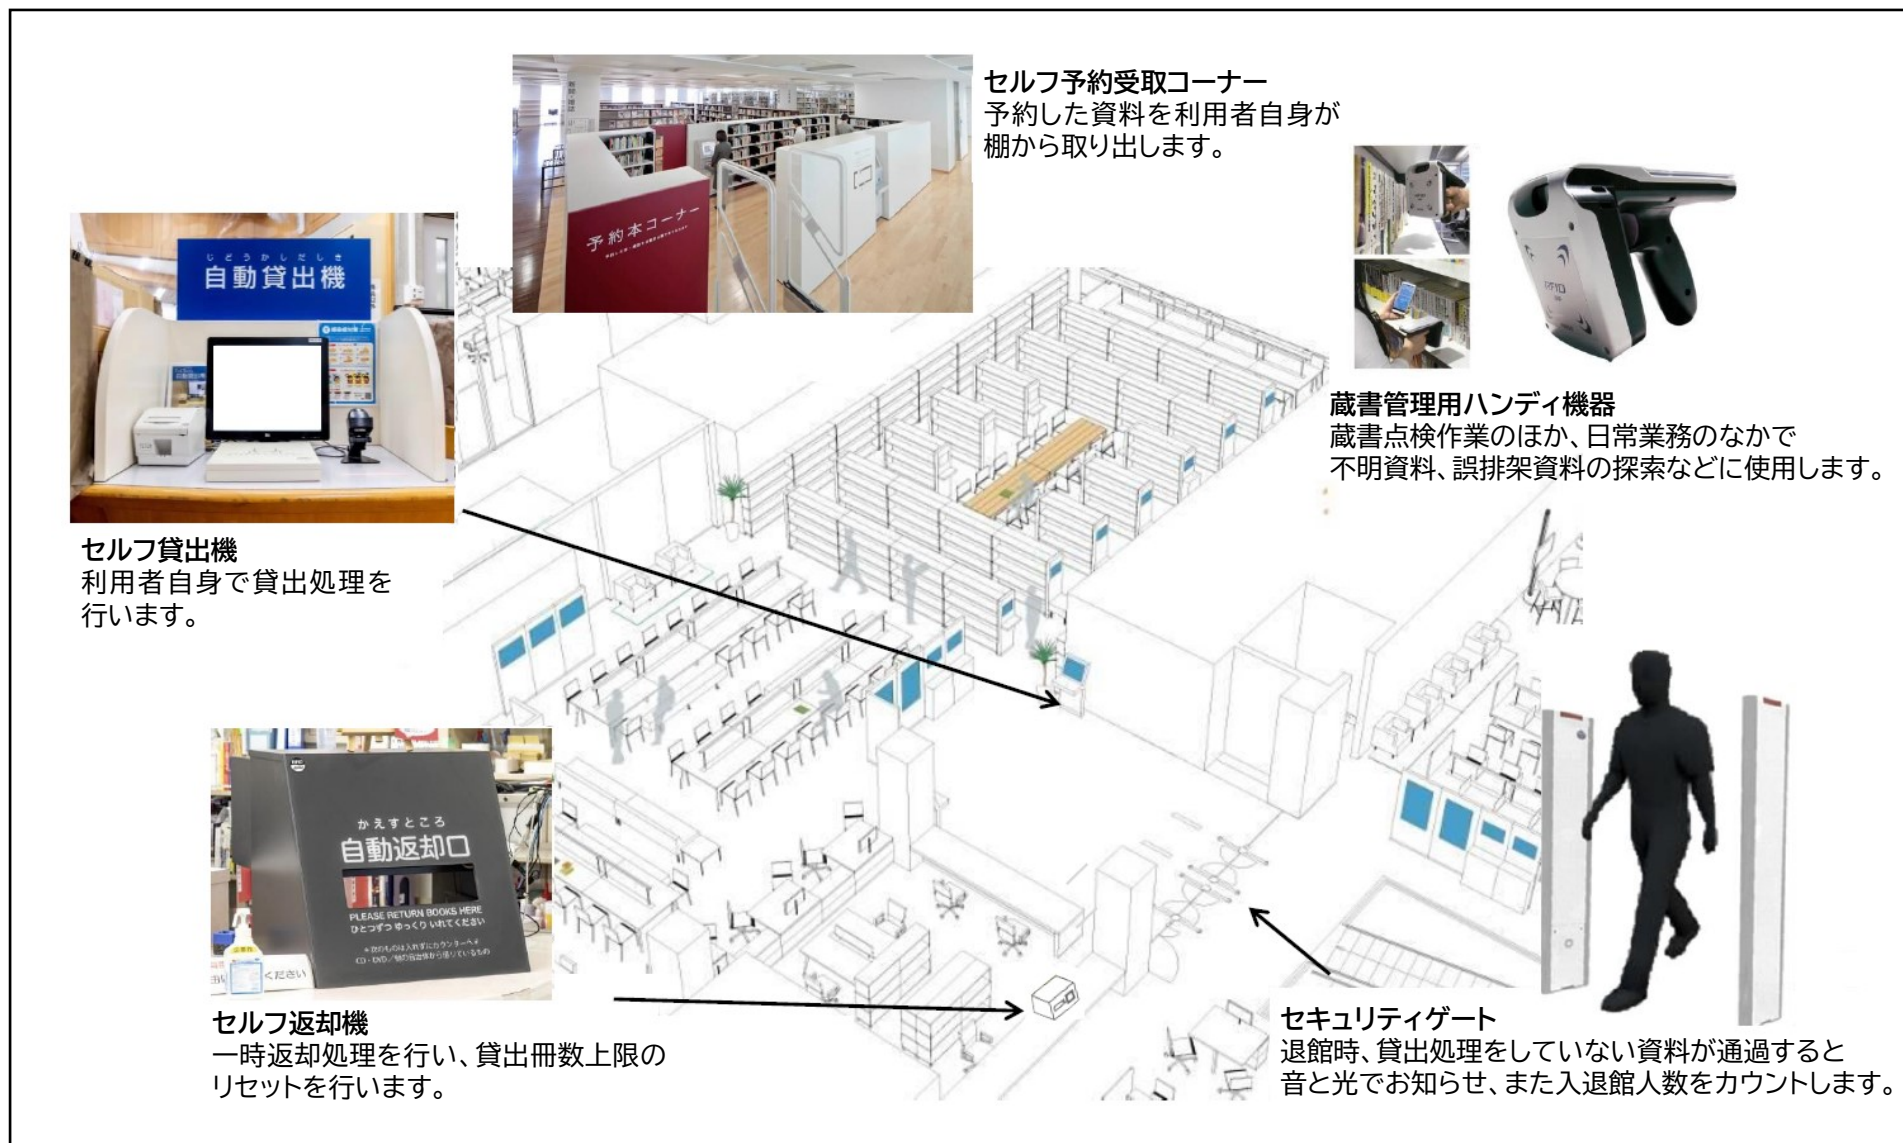 セルフ予約受取コーナー
予約した資料を利用者自身が
棚から取り出します。
予約本コーナー
じどうかしだしき
自動貸出機
RFID
蔵書管理用ハンディ機器
蔵書点検作業のほか、日常業務のなかで
不明資料、誤排架資料の探索などに使用します。
セルフ貸出機
利用者自身で貸出処理を
行います。
かえすところ
自動返却口
PLEASE RETURN BOOKS HERE
ひとつずつ ゆっくり いれてください
ください
セルフ返却機
一時返却処理を行い、貸出冊数上限の
リセットを行います。
セキュリティゲート
退館時、貸出処理をしていない資料が通過すると
音と光でお知らせ、また入退館人数をカウントします。